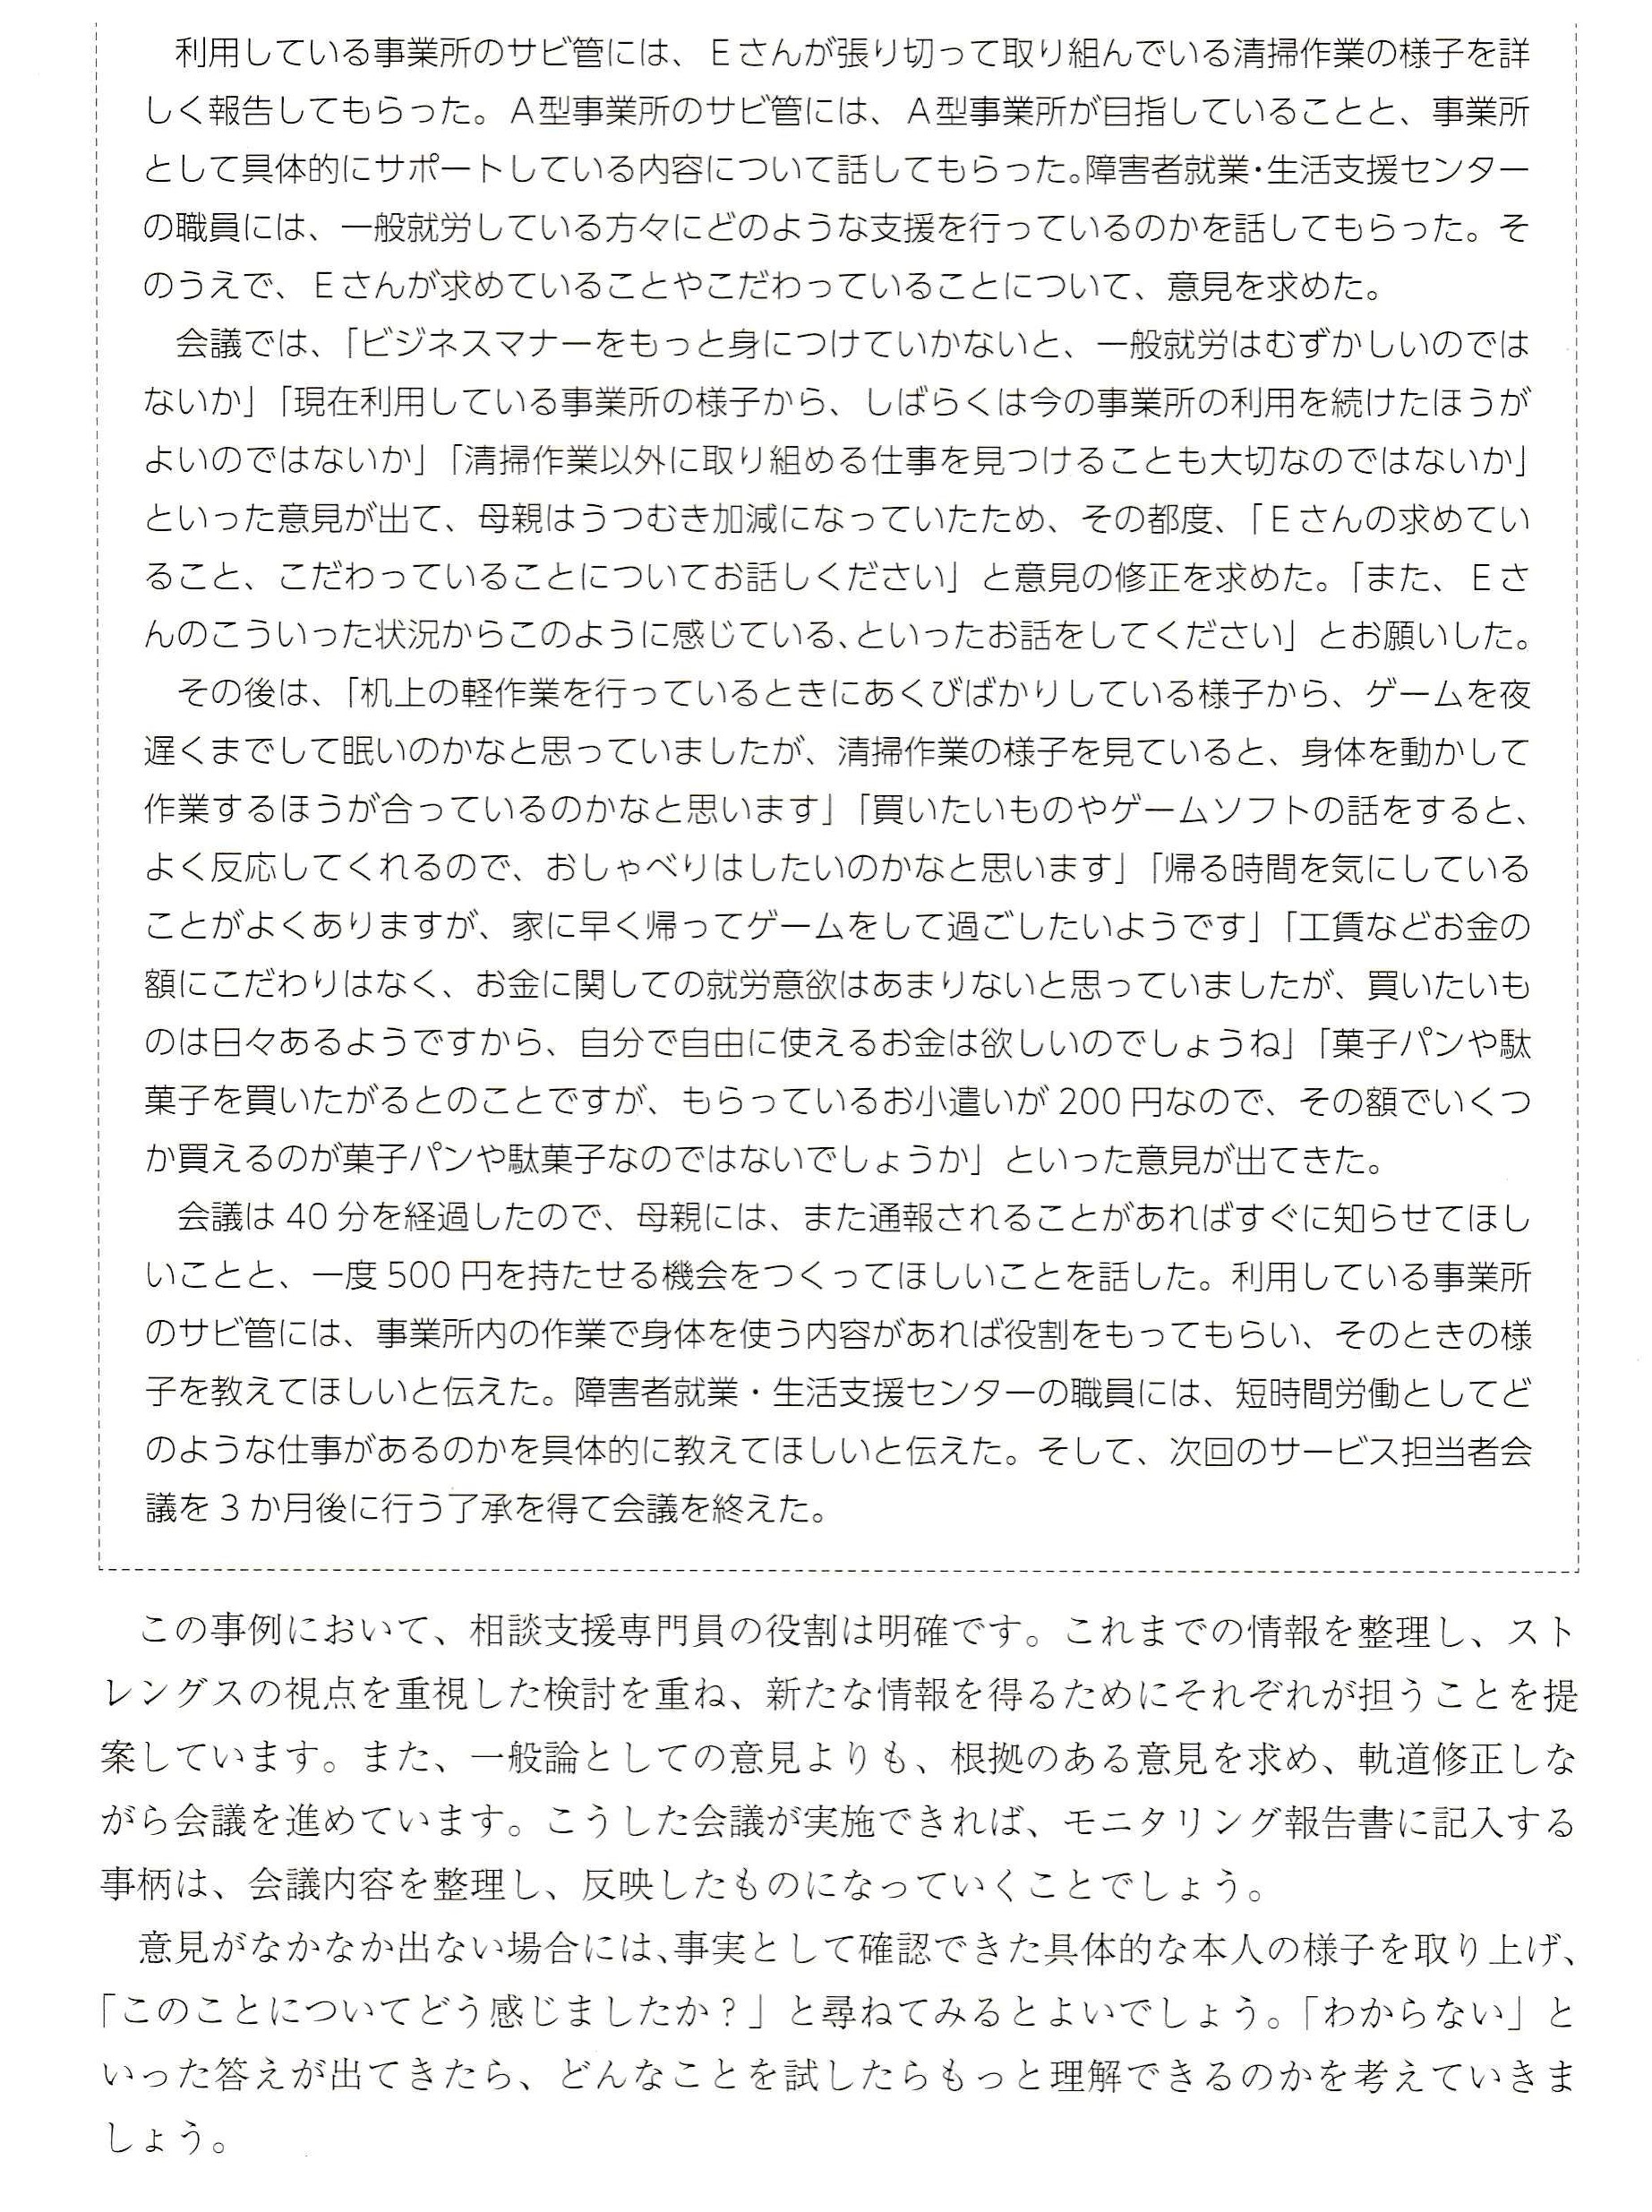 利用している事業所のサビ管には、Eさんが張り切って取り組んでいる清掃作業の様子を詳
しく報告してもらった。A型事業所のサビ管には、A型事業所が目指していることと、事業所
として具体的にサポートしている内容について話してもらった。障害者就業・生活支援センター
の職員には、一般就労している方々にどのような支援を行っているのかを話してもらった。そ
のうえで、Eさんが求めていることやこだわっていることについて、意見を求めた。
会議では、「ビジネスマナーをもっと身につけていかないと、一般就労はむずかしいのでは
ないか」「現在利用している事業所の様子から、しばらくは今の事業所の利用を続けたほうが
よいのではないか」「清掃作業以外に取り組める仕事を見つけることも大切なのではないか」
といった意見が出て、母親はうつむき加減になっていたため、その都度、「Eさんの求めてい
ること、こだわっていることについてお話しください」と意見の修正を求めた。「また、Eさ
んのこういった状況からこのように感じている、といったお話をしてください」とお願いした。
その後は、「机上の軽作業を行っているときにあくびばかりしている様子から、ゲームを夜
遅くまでして眠いのかなと思っていましたが、清掃作業の様子を見ていると、身体を動かして
作業するほうが合っているのかなと思います」「買いたいものやゲームソフトの話をすると、
よく反応してくれるので、おしゃべりはしたいのかなと思います」「帰る時間を気にしている
ことがよくありますが、家に早く帰ってゲームをして過ごしたいようです」「工賃などお金の
額にこだわりはなく、お金に関しての就労意欲はあまりないと思っていましたが、買いたいも
のは日々あるようですから、自分で自由に使えるお金は欲しいのでしょうね」「菓子パンや駄
菓子を買いたがるとのことですが、もらっているお小遣いが200円なので、その額でいくつ
か買えるのが菓子パンや駄菓子なのではないでしょうか」といった意見が出てきた。
会議は40分を経過したので、母親には、また通報されることがあればすぐに知らせてほし
いことと、一度500円を持たせる機会をつくってほしいことを話した。利用している事業所
のサビ管には、事業所内の作業で身体を使う内容があれば役割をもってもらい、そのときの様
子を教えてほしいと伝えた。障害者就業・生活支援センターの職員には、短時間労働としてど
のような仕事があるのかを具体的に教えてほしいと伝えた。そして、次回のサービス担当者会
議を3か月後に行う了承を得て会議を終えた。
この事例において、相談支援専門員の役割は明確です。これまでの情報を整理し、スト
レングスの視点を重視した検討を重ね、新たな情報を得るためにそれぞれが担うことを提
案しています。また、一般論としての意見よりも、根拠のある意見を求め、軌道修正しな
がら会議を進めています。こうした会議が実施できれば、モニタリング報告書に記入する
事柄は、会議内容を整理し、反映したものになっていくことでしょう。
意見がなかなか出ない場合には、事実として確認できた具体的な本人の様子を取り上げ、
「このことについてどう感じましたか？」と尋ねてみるとよいでしょう。「わからない」と
いった答えが出てきたら、どんなことを試したらもっと理解できるのかを考えていきま
しょう。